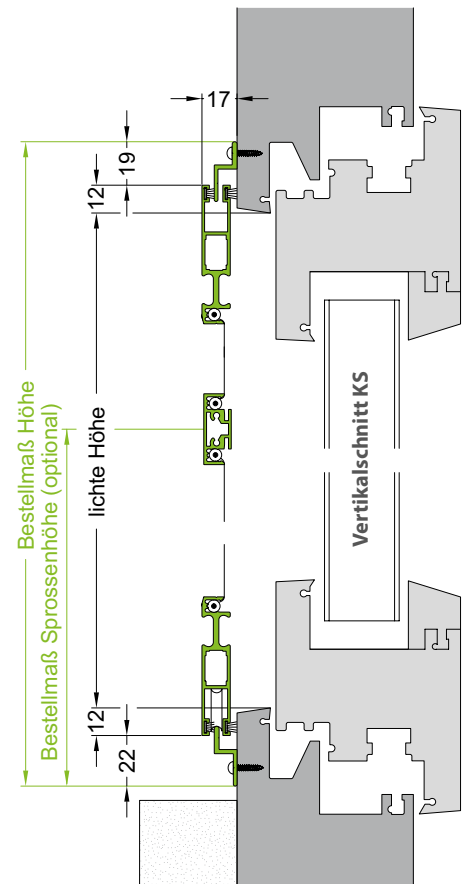 17
19
12
Bestellmaß Höhe
Bestellmaß Sprossenhöhe (optional)
lichte Höhe
Vertikalschnitt KS
12
22